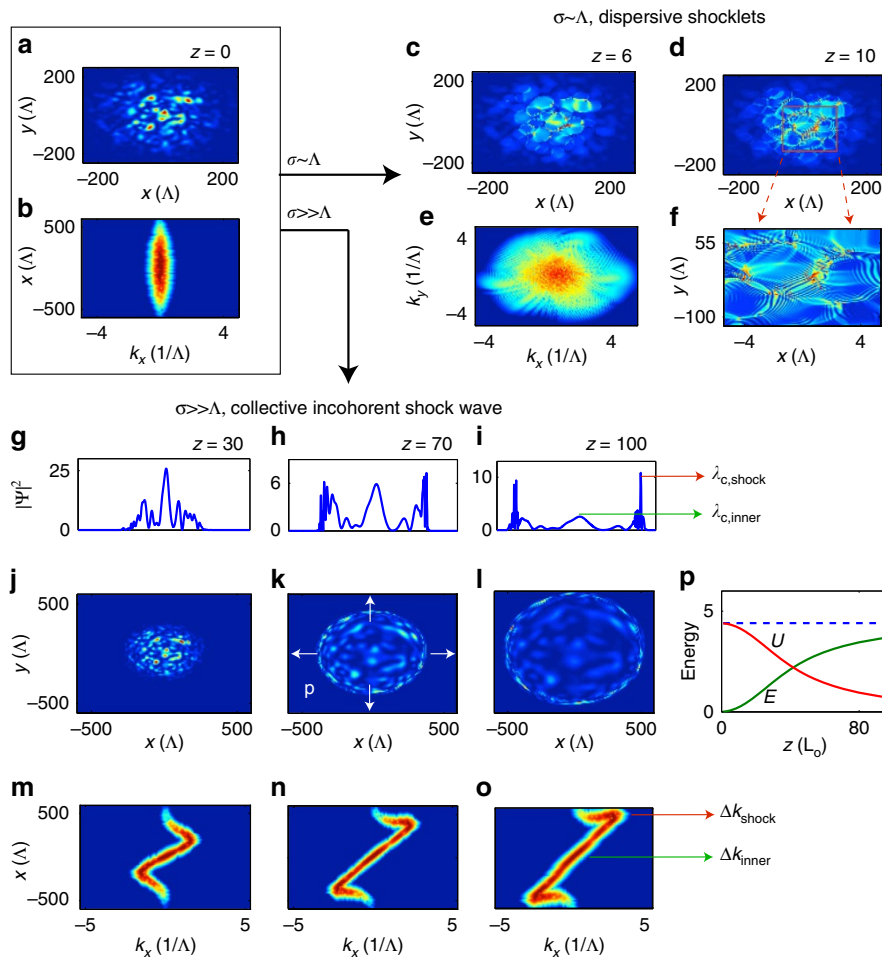 σ~Λ, dispersive shocklets
a
z = 0
200
y (Λ)
−200
−200
200
x (Λ)
b
500
x (Λ)
−500
−4
4
k_x (1/Λ)
σ~Λ
σ>>Λ
c
z = 6
200
y (Λ)
−200
−200
200
x (Λ)
d
z = 10
200
y (Λ)
−200
−200
200
x (Λ)
e
4
k_y (1/Λ)
−4
−4
4
k_x (1/Λ)
f
55
y (Λ)
−100
−4
4
x (Λ)
σ>>Λ, collective incohorent shock wave
g
z = 30
25
|Ψ|²
0
h
z = 70
6
0
i
z = 100
10
0
λ_c,shock
λ_c,inner
j
500
y (Λ)
−500
−500
500
x (Λ)
k
p
−500
500
x (Λ)
l
−500
500
x (Λ)
p
6
Energy
0
U
E
0
80
z (L_o)
m
500
x (Λ)
−500
−5
5
k_x (1/Λ)
n
−5
5
k_x (1/Λ)
o
−5
5
k_x (1/Λ)
Δk_shock
Δk_inner